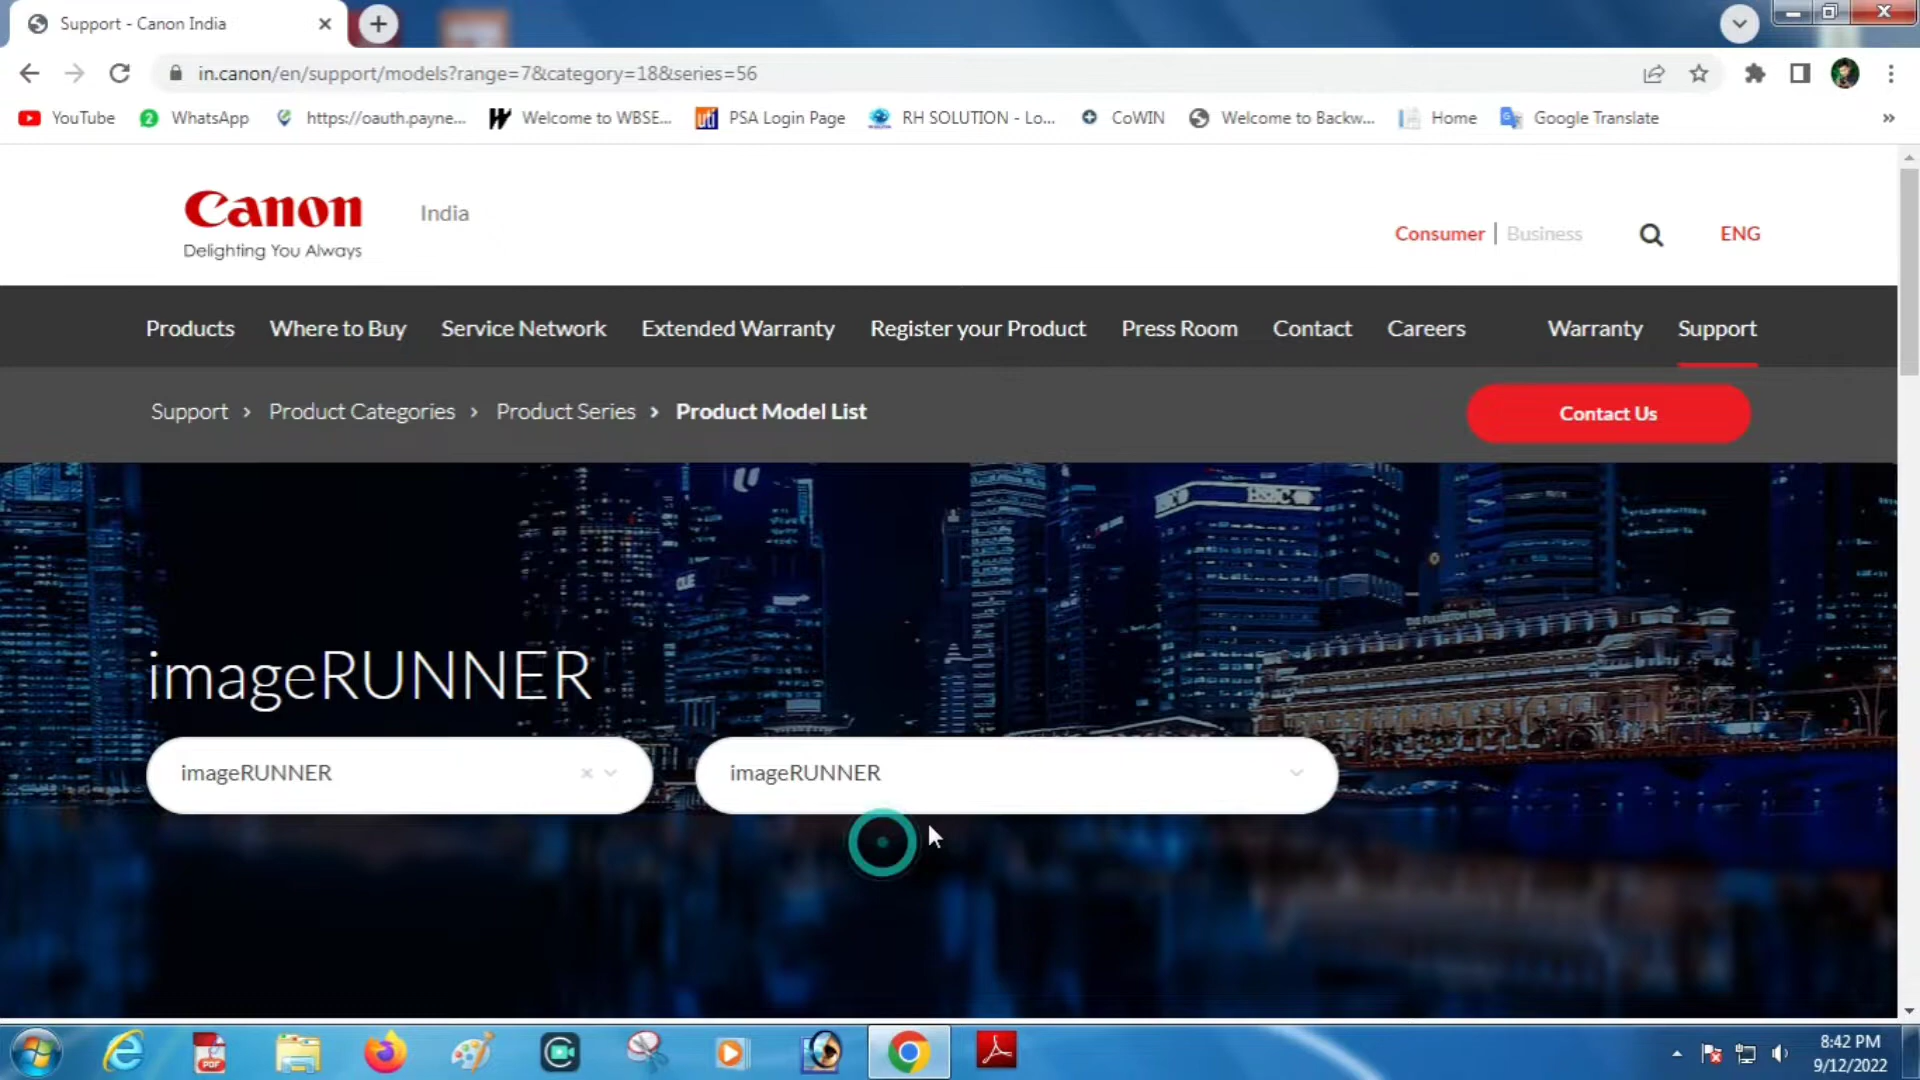 Support - Canon India
in.canon/en/support/models?range=7&category=18&series=56
YouTube WhatsApp https://oauth.payne... Welcome to WBSE... PSA Login Page RH SOLUTION - Lo... CoWIN Welcome to Backw... Home Google Translate »
Canon India
Delighting You Always
Consumer | Business ENG
Products Where to Buy Service Network Extended Warranty Register your Product Press Room Contact Careers Warranty Support
Support › Product Categories › Product Series › Product Model List Contact Us
HSBC
THE FULLERTON
imageRUNNER
imageRUNNER × imageRUNNER
PDF
8:42 PM
9/12/2022